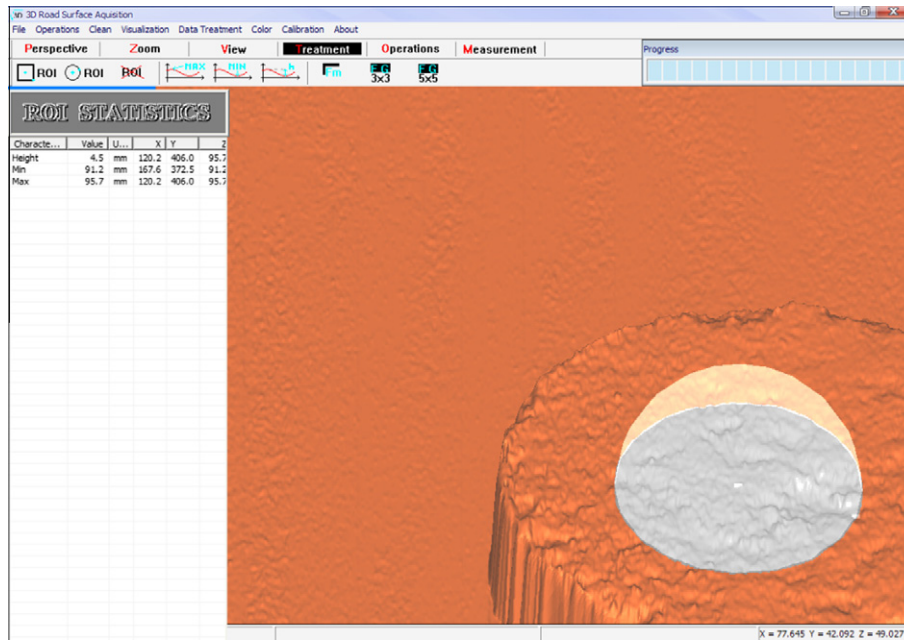 3D Road Surface Aquisition
File Operations Clean Visualization Data Treatment Color Calibration About
Perspective Zoom View Treatment Operations Measurement
Progress
ROI ROI ROI MAX MIN h Fm FG 3x3 FG 5x5
ROI STATISTICS
Characte... Value U... X Y Z
Height 4.5 mm 120.2 406.0 95.7
Min 91.2 mm 167.6 372.5 91.2
Max 95.7 mm 120.2 406.0 95.7
X = 77.645 Y = 42.092 Z = 49.027